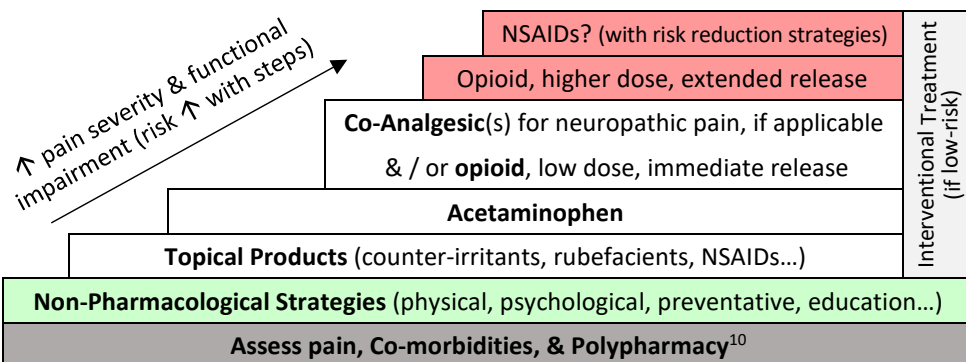 ↑ pain severity & functional
impairment (risk ↑ with steps)
NSAIDs? (with risk reduction strategies)
Opioid, higher dose, extended release
Co-Analgesic(s) for neuropathic pain, if applicable
& / or opioid, low dose, immediate release
Acetaminophen
Topical Products (counter-irritants, rubefacients, NSAIDs…)
Interventional Treatment
(if low-risk)
Non-Pharmacological Strategies (physical, psychological, preventative, education…)
Assess pain, Co-morbidities, & Polypharmacy¹⁰